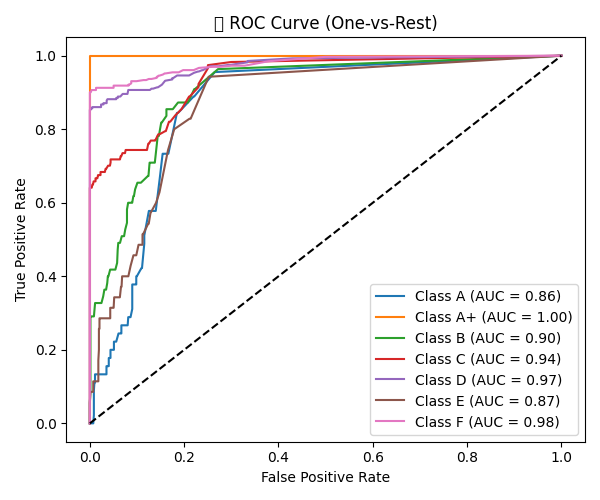 ROC Curve (One-vs-Rest)
True Positive Rate
1.0
0.8
0.6
0.4
0.2
0.0
0.0 0.2 0.4 0.6 0.8 1.0
False Positive Rate
Class A (AUC = 0.86)
Class A+ (AUC = 1.00)
Class B (AUC = 0.90)
Class C (AUC = 0.94)
Class D (AUC = 0.97)
Class E (AUC = 0.87)
Class F (AUC = 0.98)